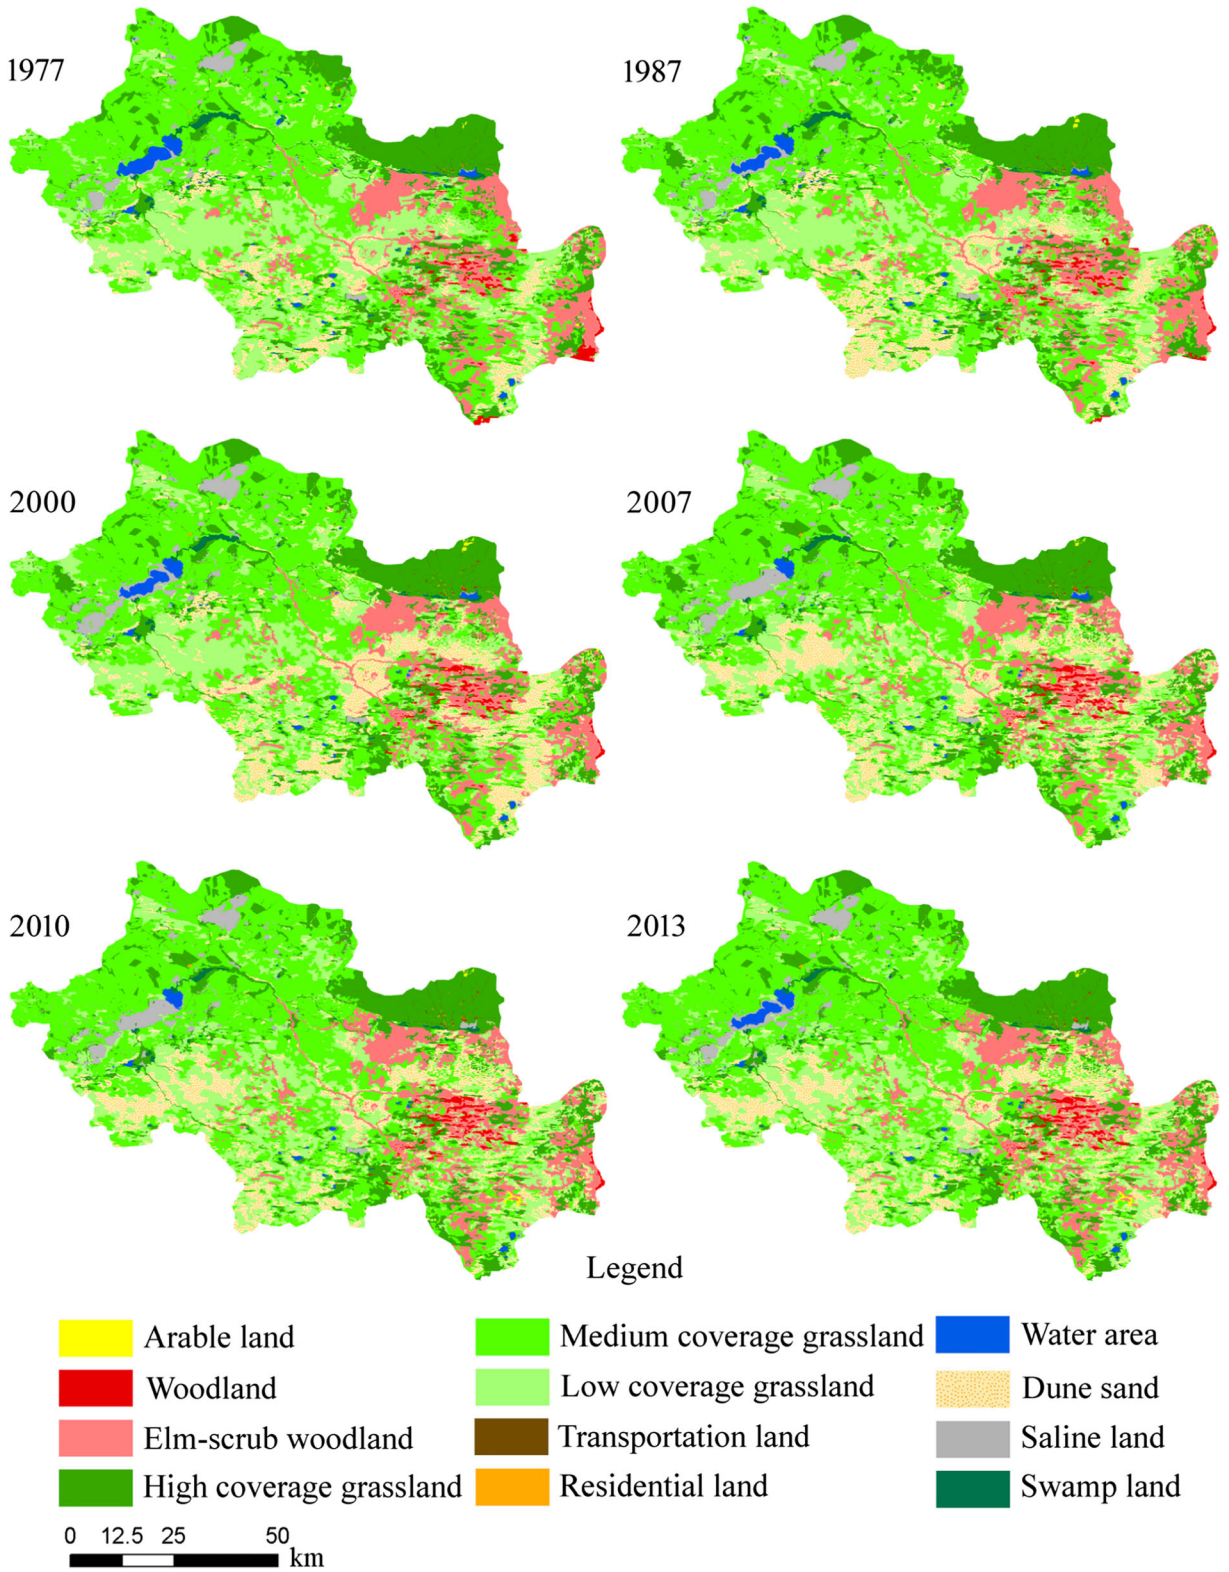 1977
1987
2000
2007
2010
2013
Legend
Arable land
Medium coverage grassland
Water area
Woodland
Low coverage grassland
Dune sand
Elm-scrub woodland
Transportation land
Saline land
High coverage grassland
Residential land
Swamp land
0 12.5 25 50
km